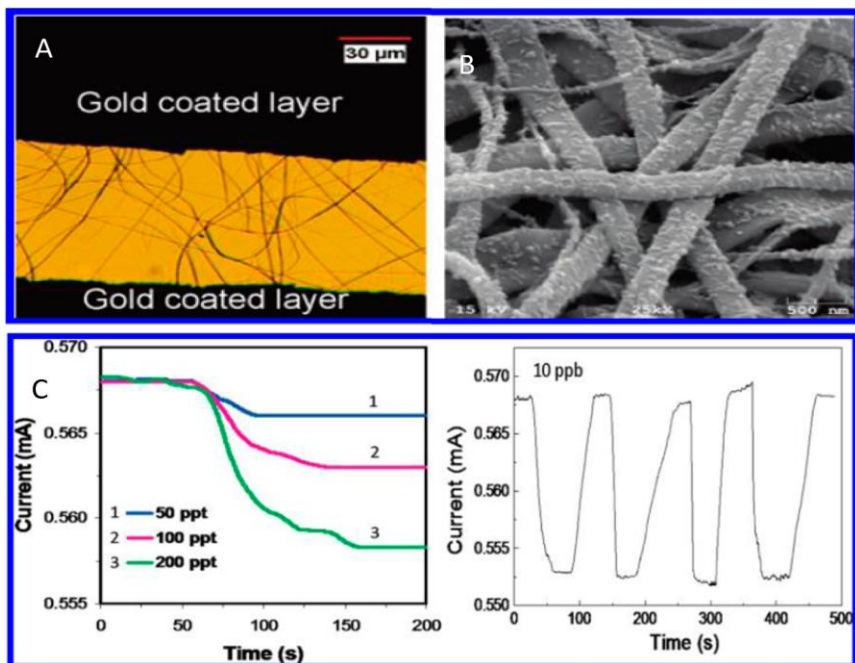 A
30 µm
Gold coated layer
Gold coated layer
B
15 kV 25kX 500 nm
C
0.570
0.565
0.560
0.555
Current (mA)
1
2
3
1 50 ppt
2 100 ppt
3 200 ppt
0 50 100 150 200
Time (s)
10 ppb
0.570
0.565
0.560
0.555
0.550
Current (mA)
0 100 200 300 400 500
Time (s)